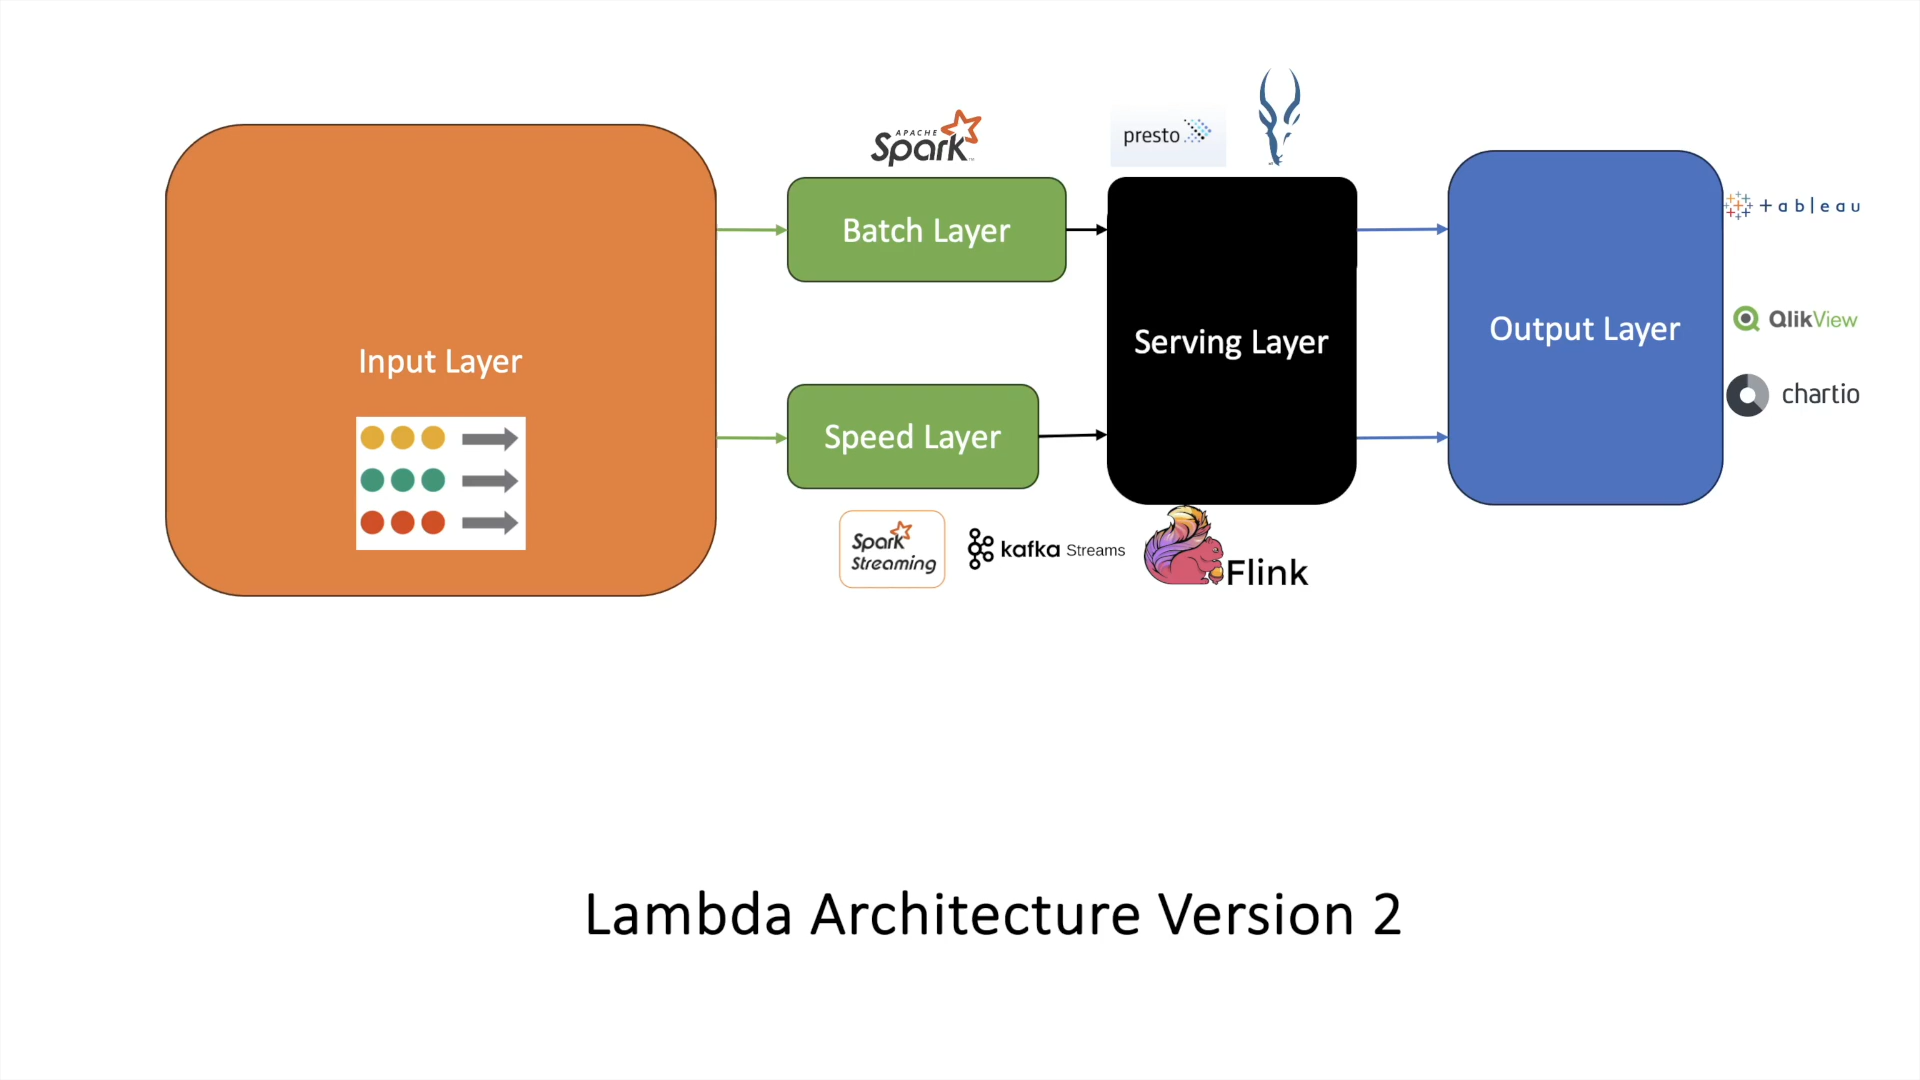 APACHE
Spark
presto
Batch Layer
tableau
Input Layer
Serving Layer
Output Layer
QlikView
Speed Layer
chartio
Spark
Streaming
kafka Streams
Flink
Lambda Architecture Version 2